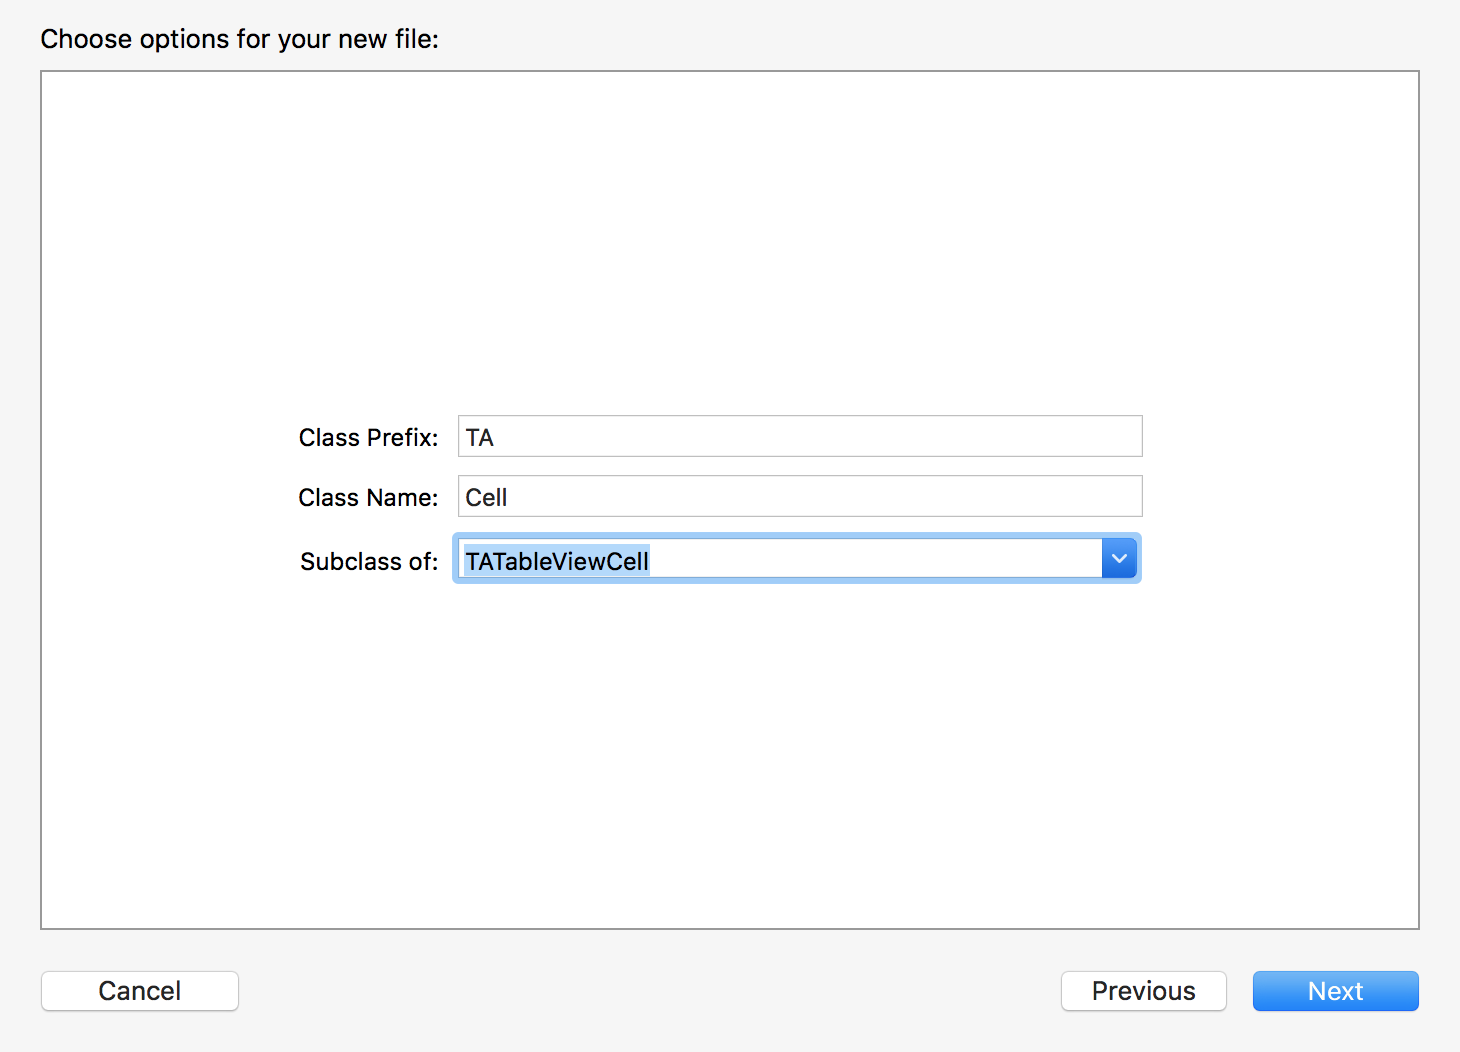 Choose options for your new file:
Class Prefix: TA
Class Name: Cell
Subclass of: TATableViewCell
Cancel Previous Next